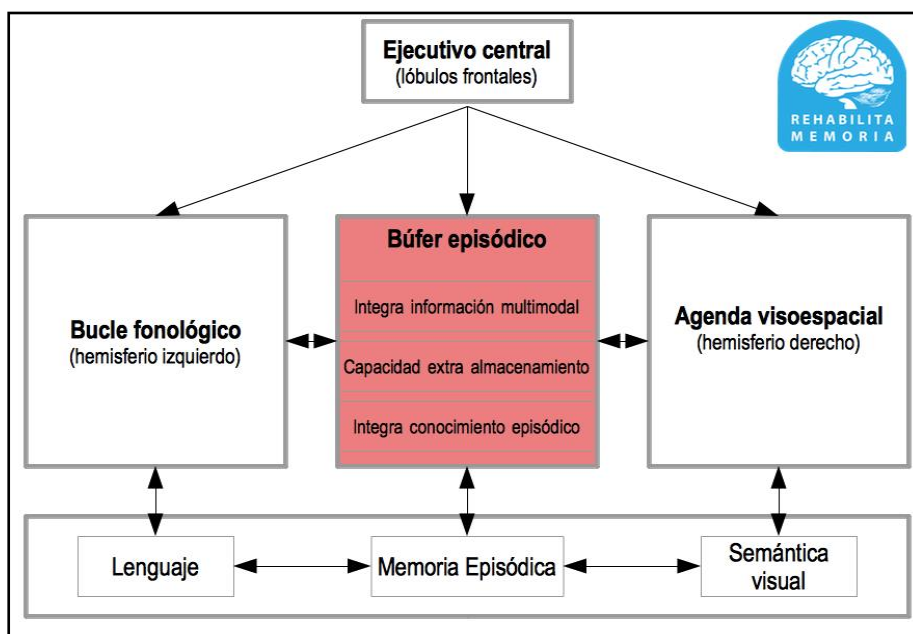 Ejecutivo central
(lóbulos frontales)
REHABILITA
MEMORIA
Bucle fonológico
(hemisferio izquierdo)
Búfer episódico
Integra información multimodal
Capacidad extra almacenamiento
Integra conocimiento episódico
Agenda visoespacial
(hemisferio derecho)
Lenguaje
Memoria Episódica
Semántica
visual